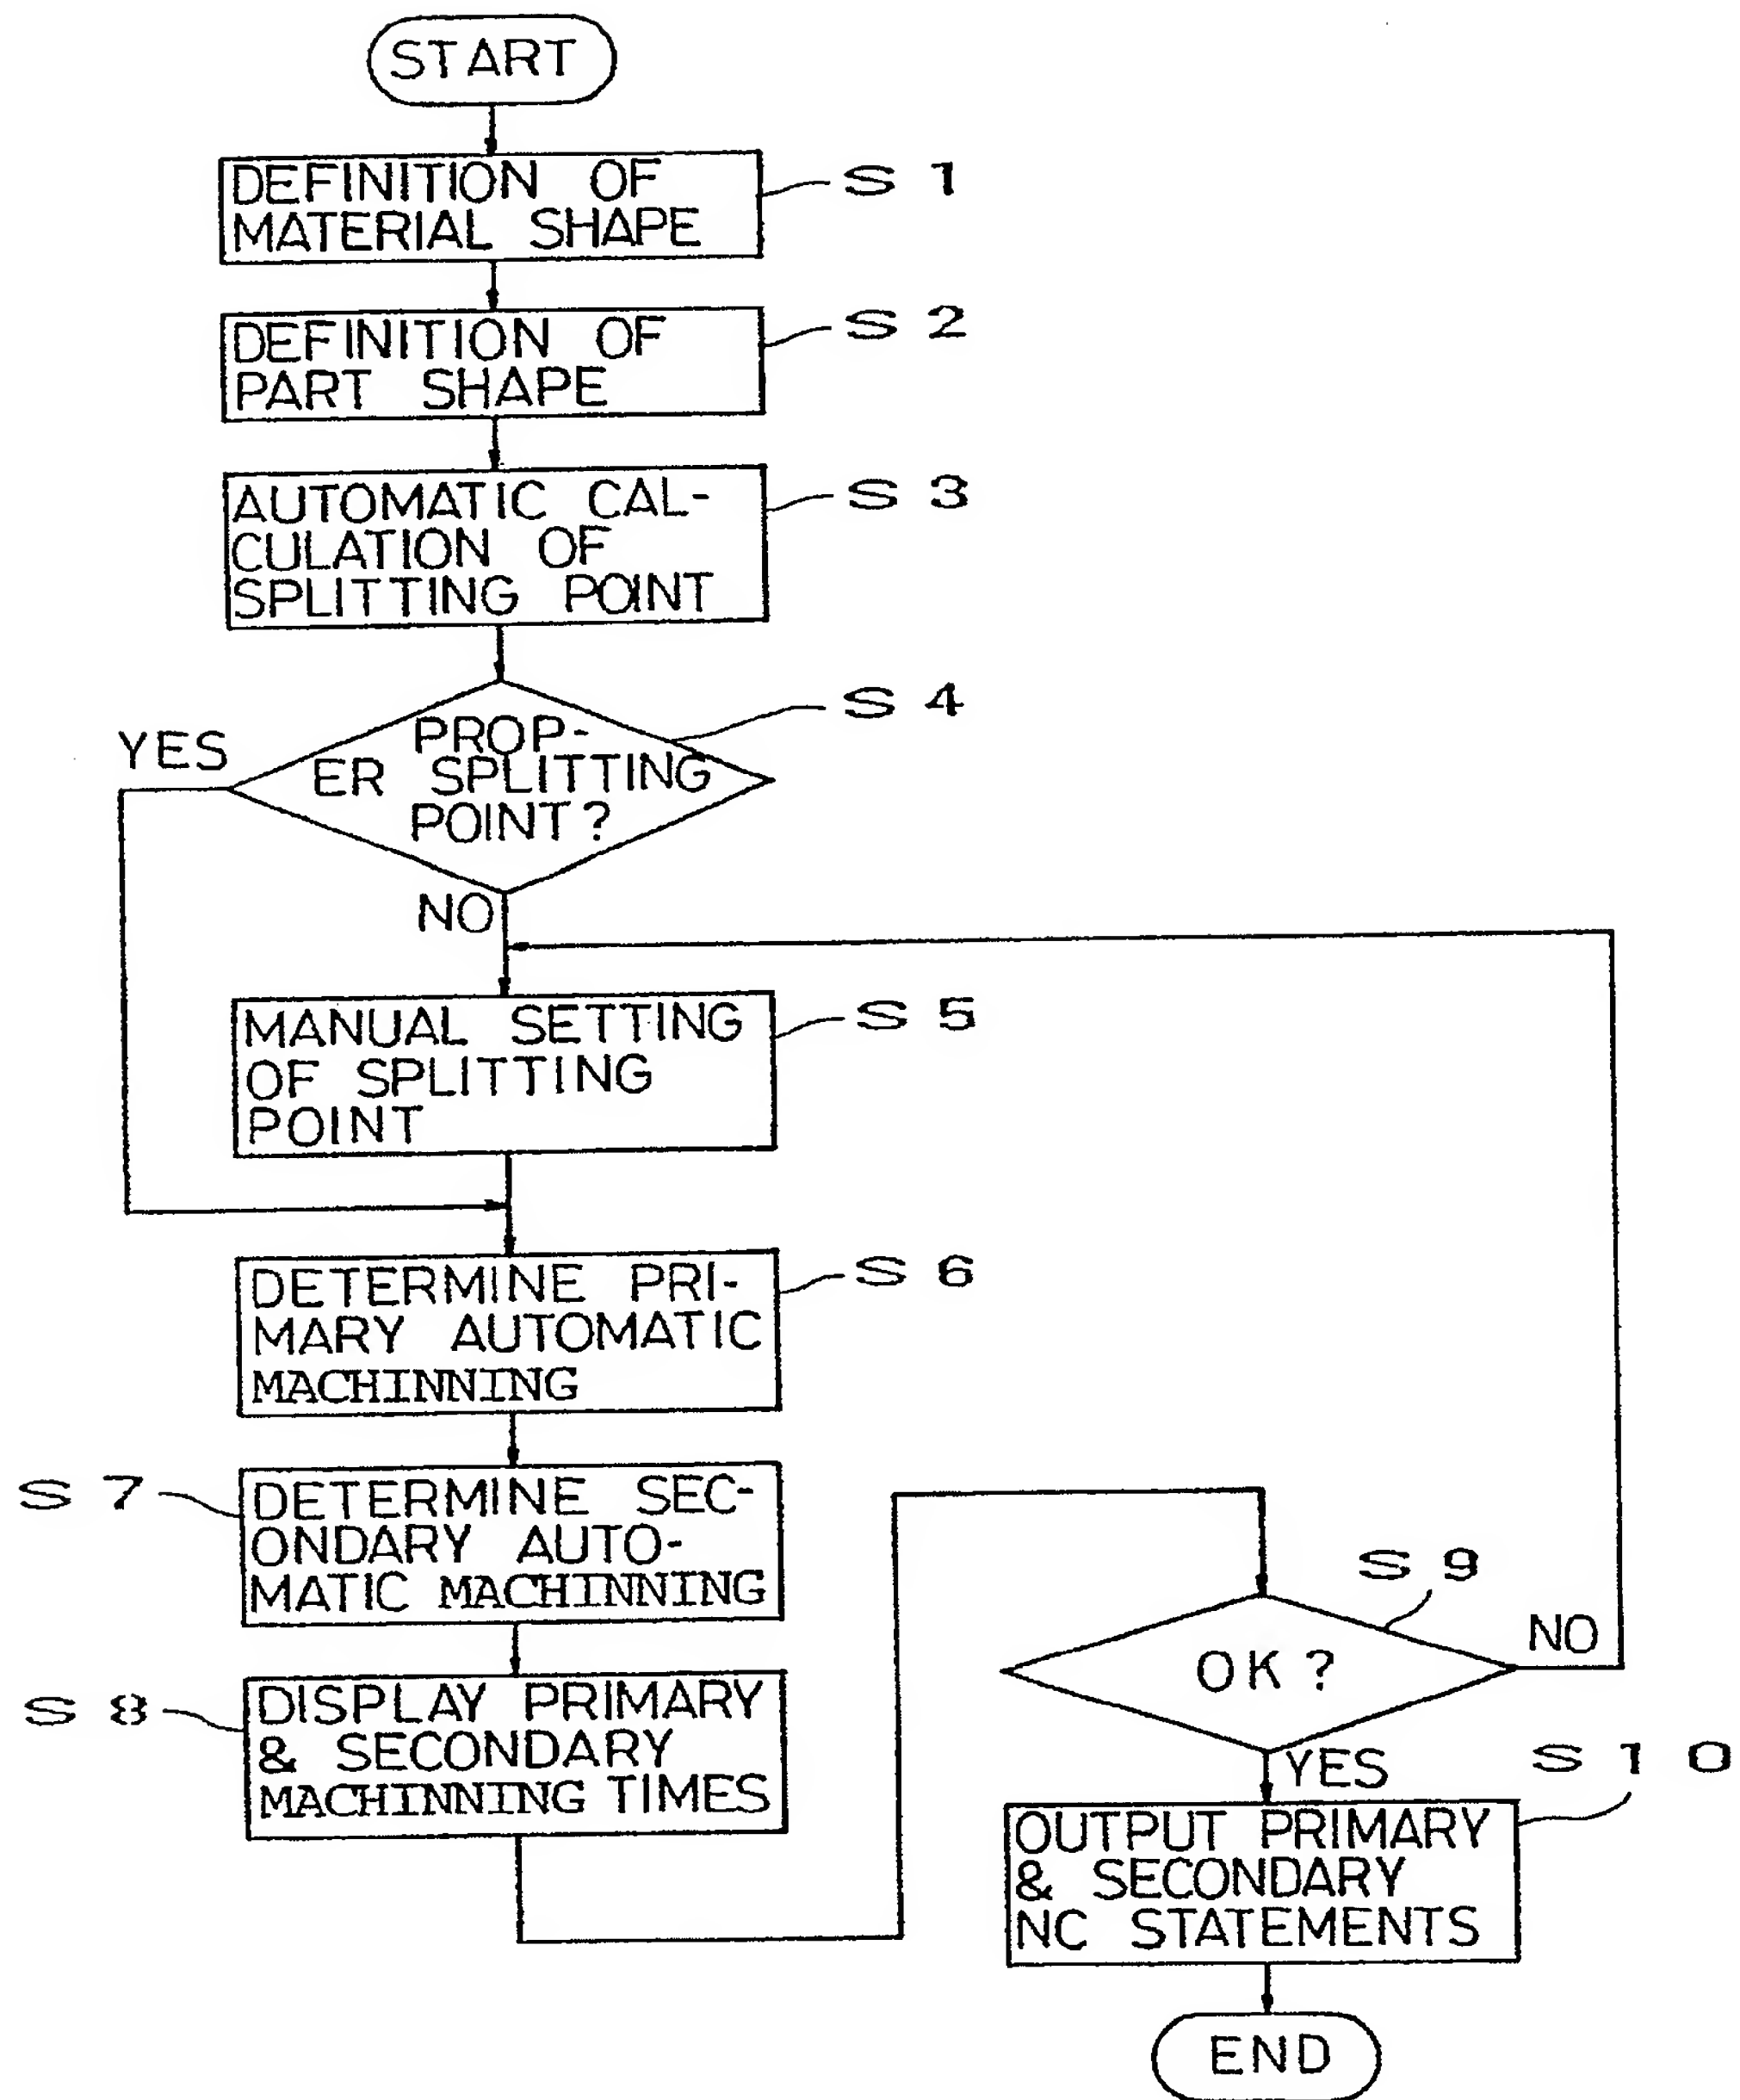 START
DEFINITION OF
MATERIAL SHAPE
S 1
DEFINITION OF
PART SHAPE
S 2
AUTOMATIC CAL-
CULATION OF
SPLITTING POINT
S 3
PROP-
ER SPLITTING
POINT?
S 4
YES
NO
MANUAL SETTING
OF SPLITTING
POINT
S 5
DETERMINE PRI-
MARY AUTOMATIC
MACHINNING
S 6
S 7
DETERMINE SEC-
ONDARY AUTO-
MATIC MACHINNING
S 8
DISPLAY PRIMARY
& SECONDARY
MACHINNING TIMES
S 9
OK?
NO
YES
S 1 0
OUTPUT PRIMARY
& SECONDARY
NC STATEMENTS
END